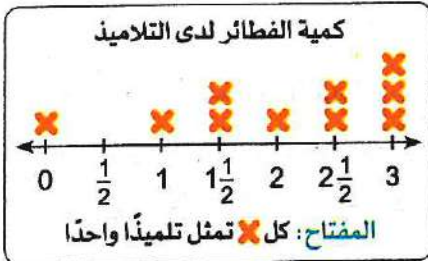 كمية الفطائر لدى التلاميذ
0 1/2 1 1 1/2 2 2 1/2 3
المفتاح: كل ✖ تمثل تلميذًا واحدًا